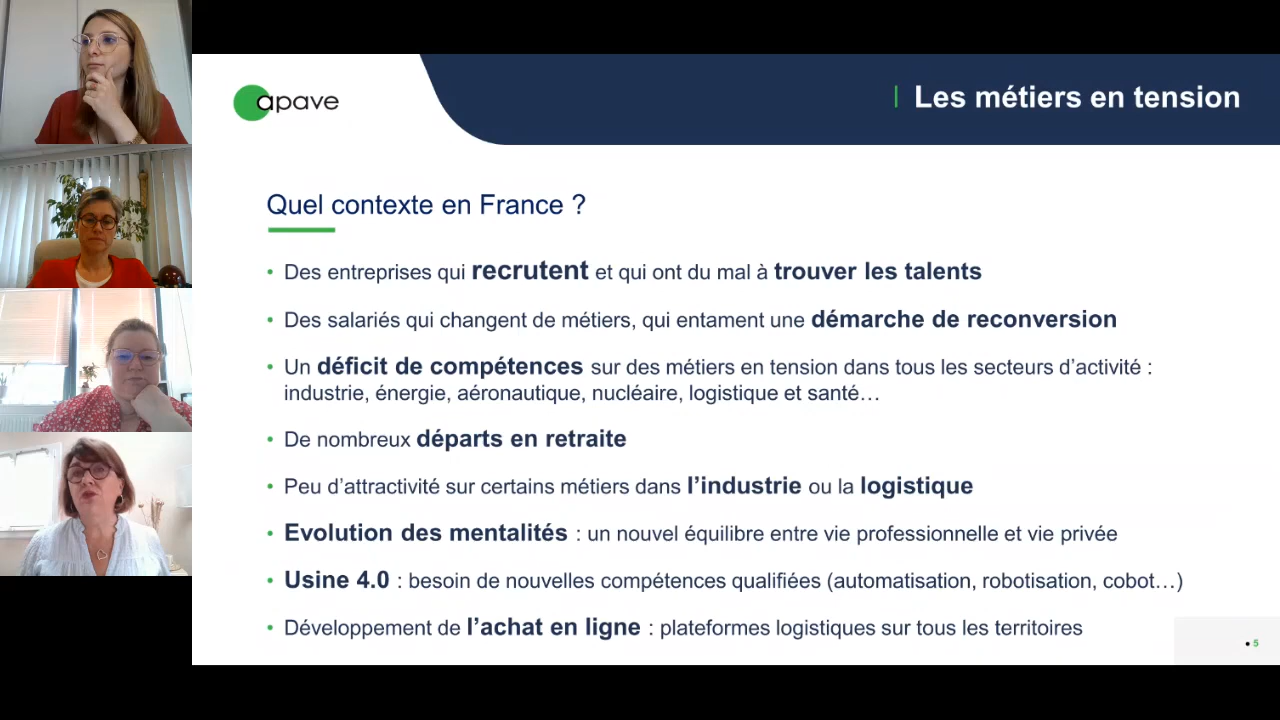 apave
Les métiers en tension
Quel contexte en France ?
• Des entreprises qui recrutent et qui ont du mal à trouver les talents
• Des salariés qui changent de métiers, qui entament une démarche de reconversion
• Un déficit de compétences sur des métiers en tension dans tous les secteurs d’activité :
industrie, énergie, aéronautique, nucléaire, logistique et santé…
• De nombreux départs en retraite
• Peu d’attractivité sur certains métiers dans l’industrie ou la logistique
• Evolution des mentalités : un nouvel équilibre entre vie professionnelle et vie privée
• Usine 4.0 : besoin de nouvelles compétences qualifiées (automatisation, robotisation, cobot…)
• Développement de l’achat en ligne : plateformes logistiques sur tous les territoires
• 5